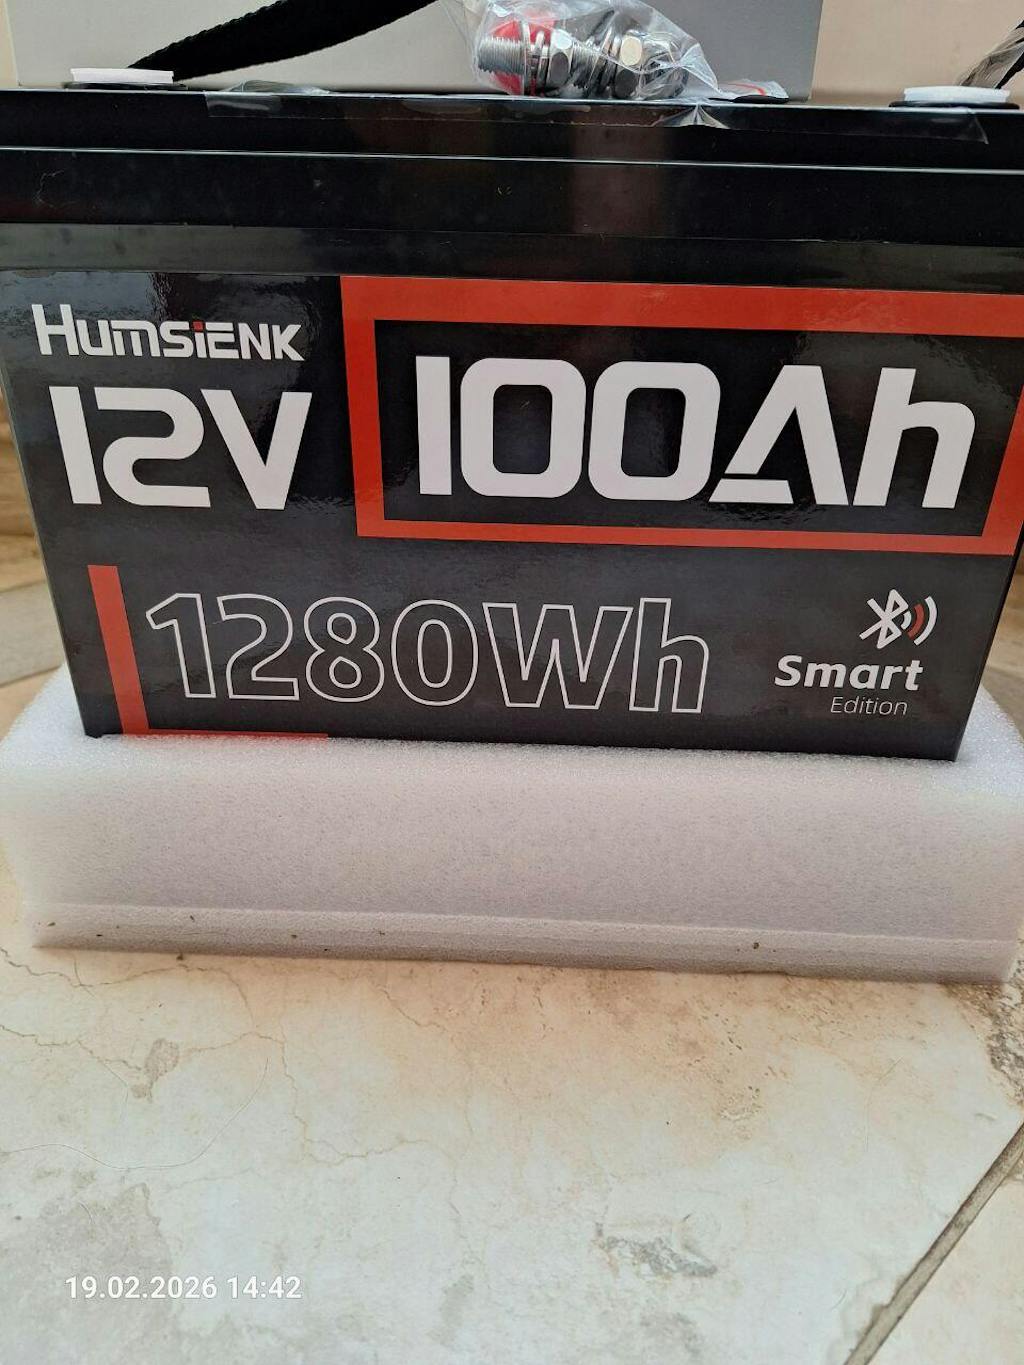 HUMSiENK
12V
100Ah
1280Wh
Smart
Edition
19.02.2026 14:42